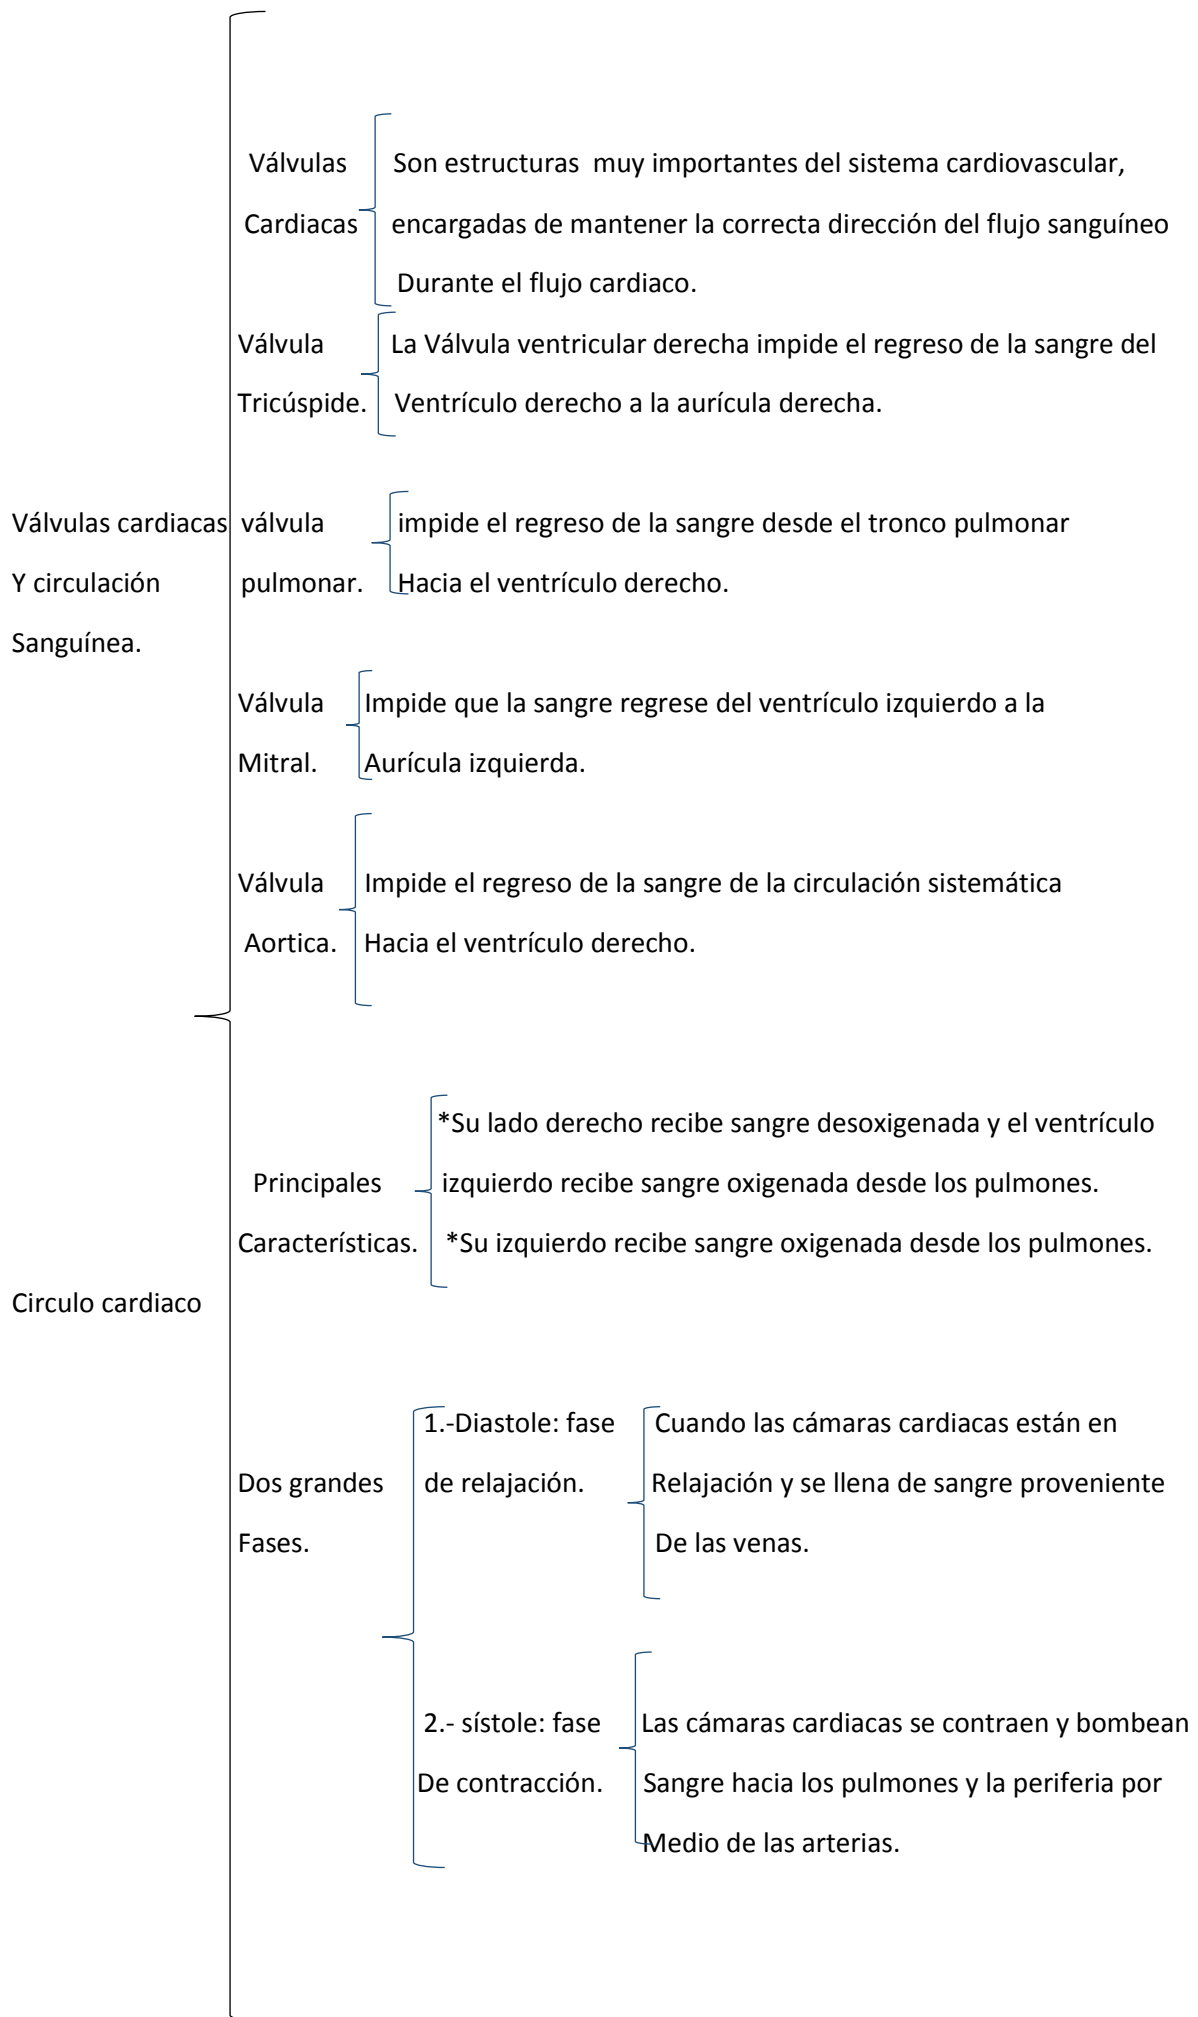 Válvulas Son estructuras muy importantes del sistema cardiovascular,
Cardiacas encargadas de mantener la correcta dirección del flujo sanguíneo
Durante el flujo cardiaco.
Válvula La Válvula ventricular derecha impide el regreso de la sangre del
Tricúspide. Ventrículo derecho a la aurícula derecha.
Válvulas cardiacas válvula impide el regreso de la sangre desde el tronco pulmonar
Y circulación pulmonar. Hacia el ventrículo derecho.
Sanguínea.
Válvula Impide que la sangre regrese del ventrículo izquierdo a la
Mitral. Aurícula izquierda.
Válvula Impide el regreso de la sangre de la circulación sistemática
Aortica. Hacia el ventrículo derecho.
*Su lado derecho recibe sangre desoxigenada y el ventrículo
Principales izquierdo recibe sangre oxigenada desde los pulmones.
Características. *Su izquierdo recibe sangre oxigenada desde los pulmones.
Circulo cardiaco
1.-Diastole: fase Cuando las cámaras cardiacas están en
Dos grandes de relajación. Relajación y se llena de sangre proveniente
Fases. De las venas.
2.- sístole: fase Las cámaras cardiacas se contraen y bombean
De contracción. Sangre hacia los pulmones y la periferia por
Medio de las arterias.